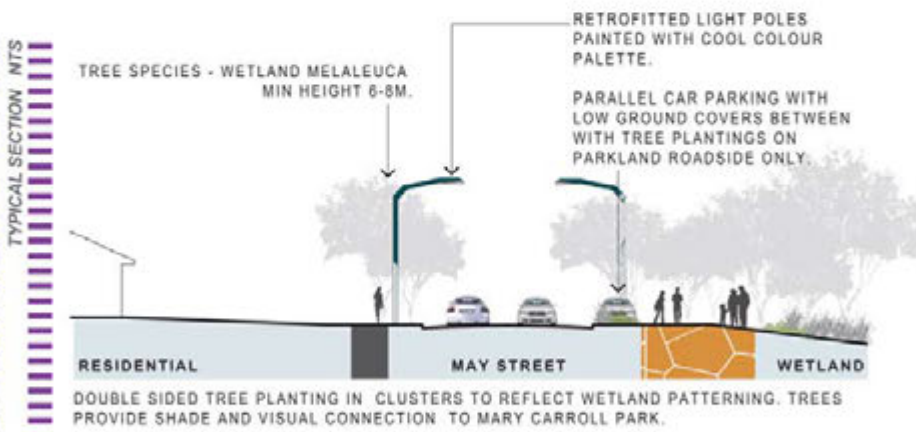 TYPICAL SECTION NTS
TREE SPECIES - WETLAND MELALEUCA
MIN HEIGHT 6-8M.
RETROFITTED LIGHT POLES
PAINTED WITH COOL COLOUR
PALETTE.
PARALLEL CAR PARKING WITH
LOW GROUND COVERS BETWEEN
WITH TREE PLANTINGS ON
PARKLAND ROADSIDE ONLY.
RESIDENTIAL
MAY STREET
WETLAND
DOUBLE SIDED TREE PLANTING IN CLUSTERS TO REFLECT WETLAND PATTERNING. TREES
PROVIDE SHADE AND VISUAL CONNECTION TO MARY CARROLL PARK.